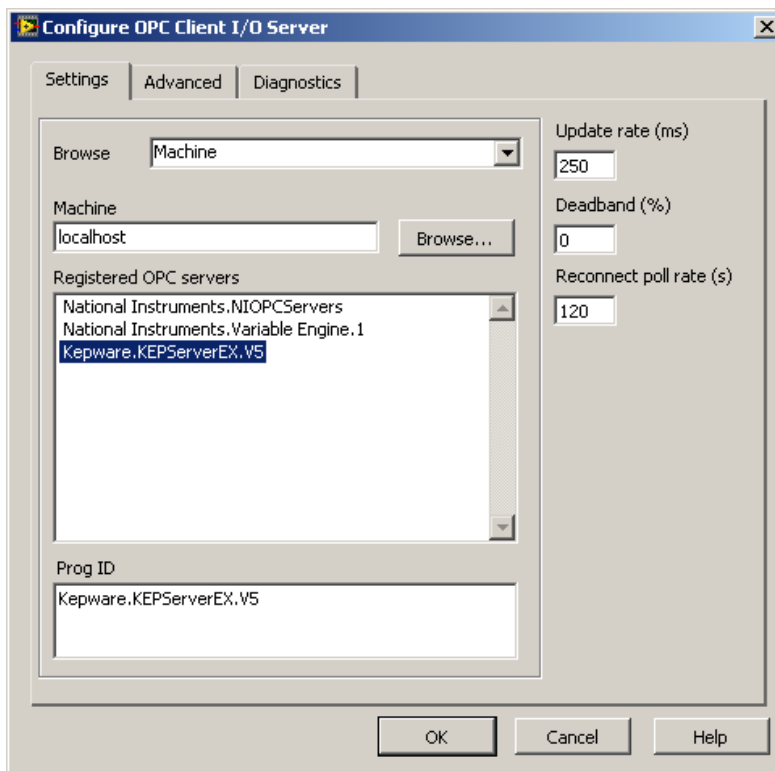 Configure OPC Client I/O Server
Settings
Advanced
Diagnostics
Browse
Machine
Machine
localhost
Browse...
Registered OPC servers
National Instruments.NIOPCServers
National Instruments.Variable Engine.1
Kepware.KEPServerEX.V5
Prog ID
Kepware.KEPServerEX.V5
Update rate (ms)
250
Deadband (%)
0
Reconnect poll rate (s)
120
OK
Cancel
Help